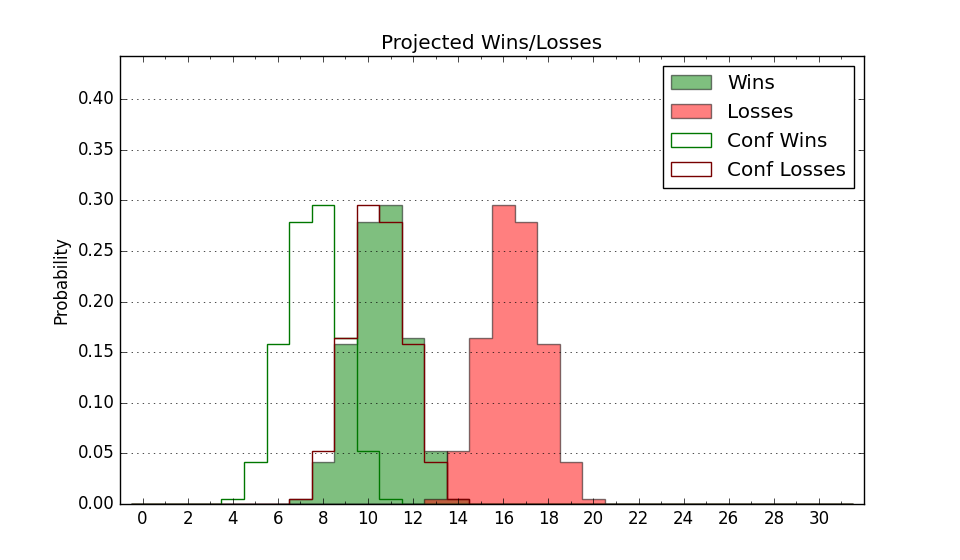 Projected Wins/Losses
Wins
Losses
Conf Wins
Conf Losses
Probability
0.40
0.35
0.30
0.25
0.20
0.15
0.10
0.05
0.00
0 2 4 6 8 10 12 14 16 18 20 22 24 26 28 30